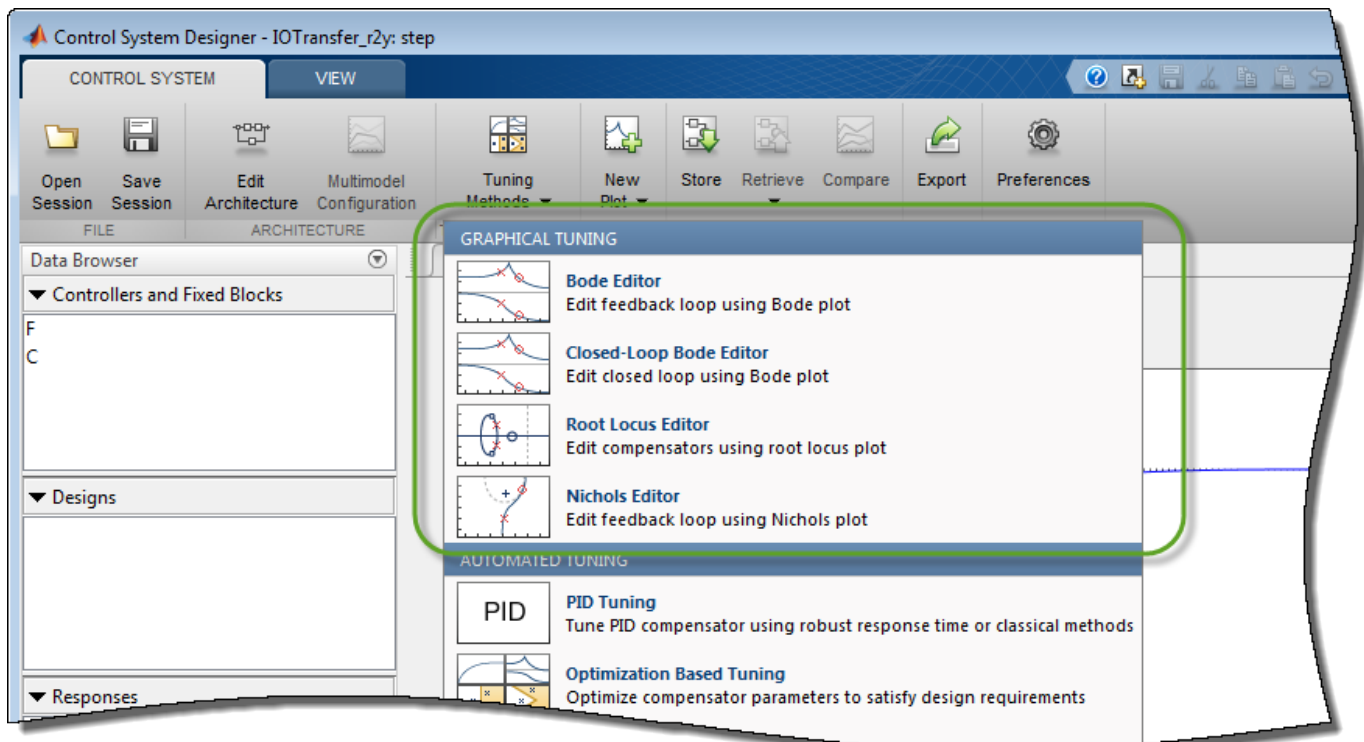 Control System Designer - IOTransfer_r2y: step
CONTROL SYSTEM
VIEW
Open Session
Save Session
Edit Architecture
Multimodel Configuration
Tuning Methods
New Plot
Store
Retrieve
Compare
Export
Preferences
FILE
ARCHITECTURE
Data Browser
Controllers and Fixed Blocks
F
C
Designs
Responses
GRAPHICAL TUNING
Bode Editor
Edit feedback loop using Bode plot
Closed-Loop Bode Editor
Edit closed loop using Bode plot
Root Locus Editor
Edit compensators using root locus plot
Nichols Editor
Edit feedback loop using Nichols plot
AUTOMATED TUNING
PID
PID Tuning
Tune PID compensator using robust response time or classical methods
Optimization Based Tuning
Optimize compensator parameters to satisfy design requirements